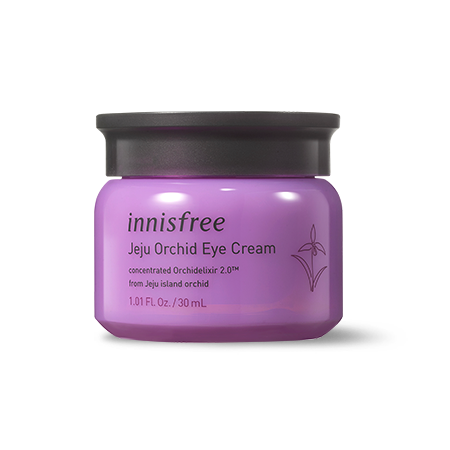 innisfree
Jeju Orchid Eye Cream
concentrated Orchidelixir 2.0™
from Jeju island orchid
1.01 FL Oz. / 30 mL